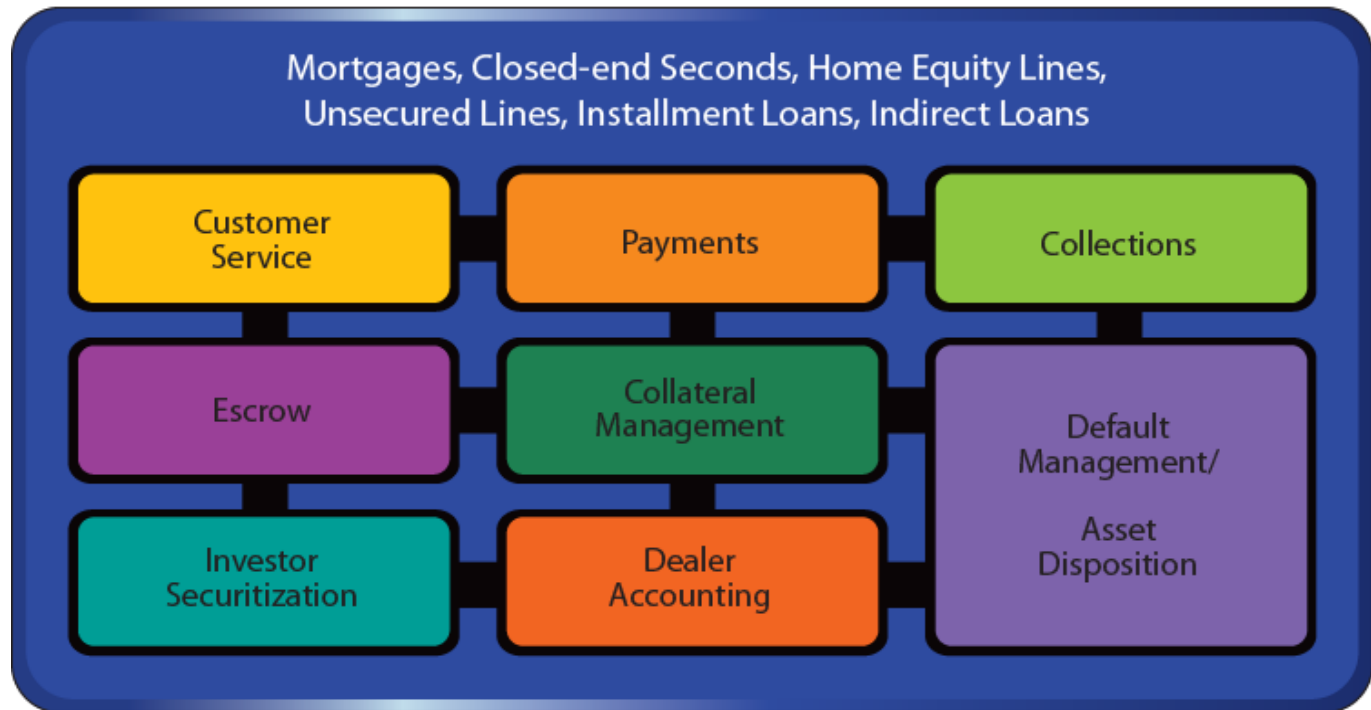 Mortgages, Closed-end Seconds, Home Equity Lines,
Unsecured Lines, Installment Loans, Indirect Loans
Customer
Service
Payments
Collections
Escrow
Collateral
Management
Default
Management/
Asset
Disposition
Investor
Securitization
Dealer
Accounting